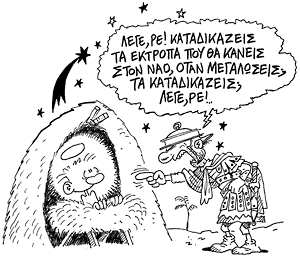 ΛΕΓΕ, ΡΕ! ΚΑΤΑΔΙΚΑΖΕΙΣ
ΤΑ ΕΚΤΡΟΠΑ ΠΟΥ ΘΑ ΚΑΝΕΙΣ
ΣΤΟΝ ΝΑΟ, ΟΤΑΝ ΜΕΓΑΛΩΣΕΙΣ;
ΤΑ ΚΑΤΑΔΙΚΑΖΕΙΣ;
ΛΕΓΕ, ΡΕ!..